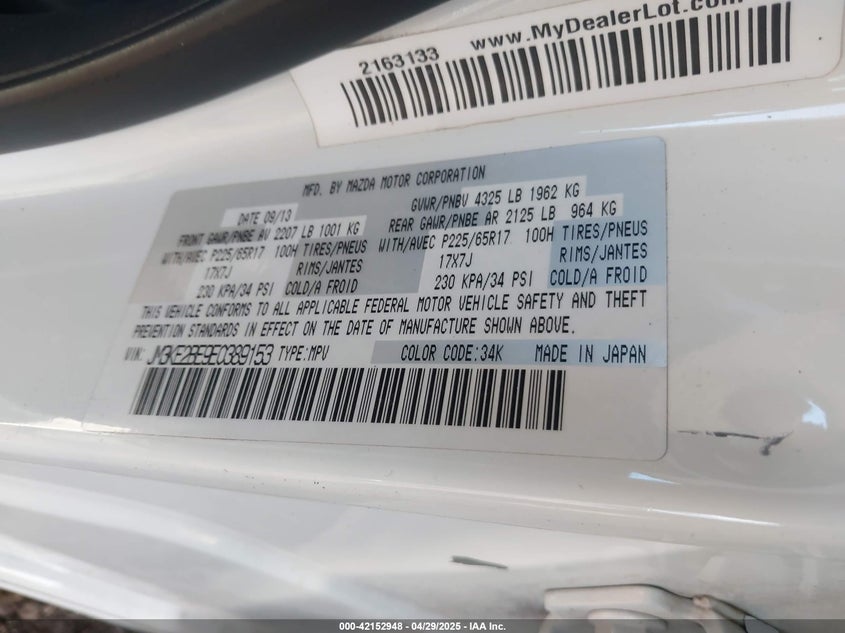 2163133 www.MyDealerLot.com
MFD. BY MAZDA MOTOR CORPORATION
DATE 09/13 GVWR/PNBV 4325 LB 1962 KG
FRONT GAWR/PNBE AV 2207 LB 1001 KG REAR GAWR/PNBE AR 2125 LB 964 KG
WITH/AVEC P225/65R17 100H TIRES/PNEUS WITH/AVEC P225/65R17 100H TIRES/PNEUS
17X7J RIMS/JANTES 17X7J RIMS/JANTES
230 KPA/34 PSI COLD/A FROID 230 KPA/34 PSI COLD/A FROID
THIS VEHICLE CONFORMS TO ALL APPLICABLE FEDERAL MOTOR VEHICLE SAFETY AND THEFT
PREVENTION STANDARDS IN EFFECT ON THE DATE OF MANUFACTURE SHOWN ABOVE.
VIN: JM3KE2BE9E0389153 TYPE:MPV COLOR CODE:34K MADE IN JAPAN
000-42152948 | 04/29/2025 - IAA Inc.